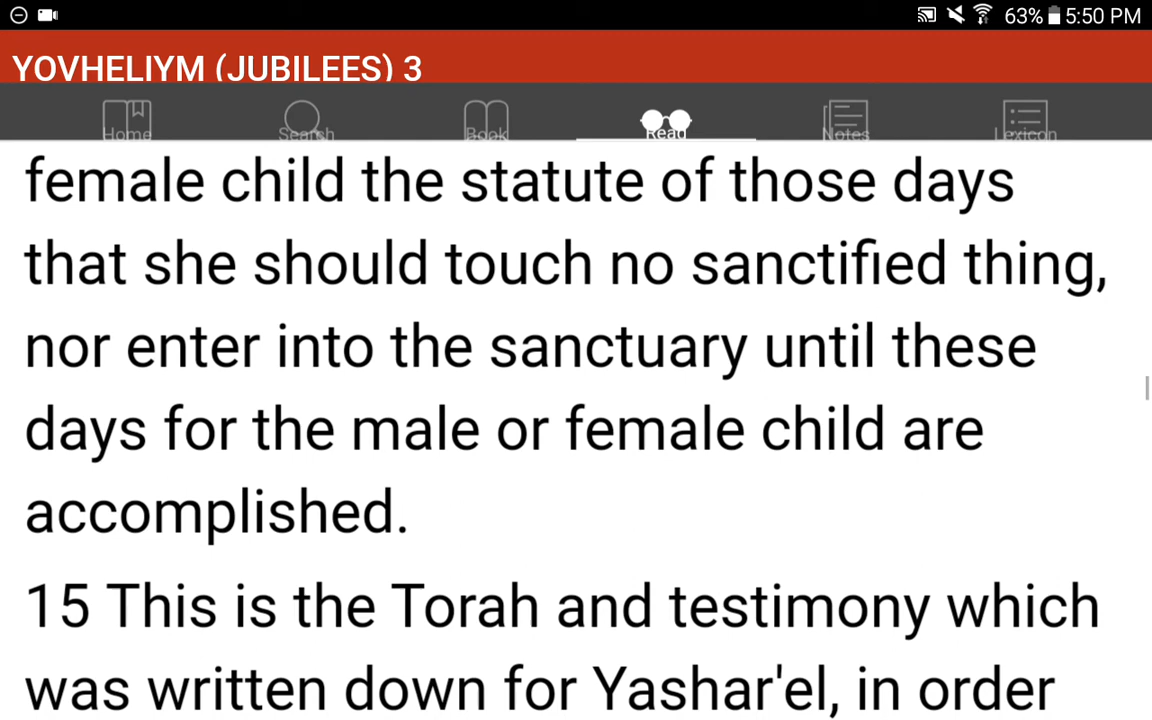 63% 5:50 PM
YOVHELIYM (JUBILEES) 3
Home Search Book Read Notes Lexicon
female child the statute of those days
that she should touch no sanctified thing,
nor enter into the sanctuary until these
days for the male or female child are
accomplished.
15 This is the Torah and testimony which
was written down for Yashar'el, in order